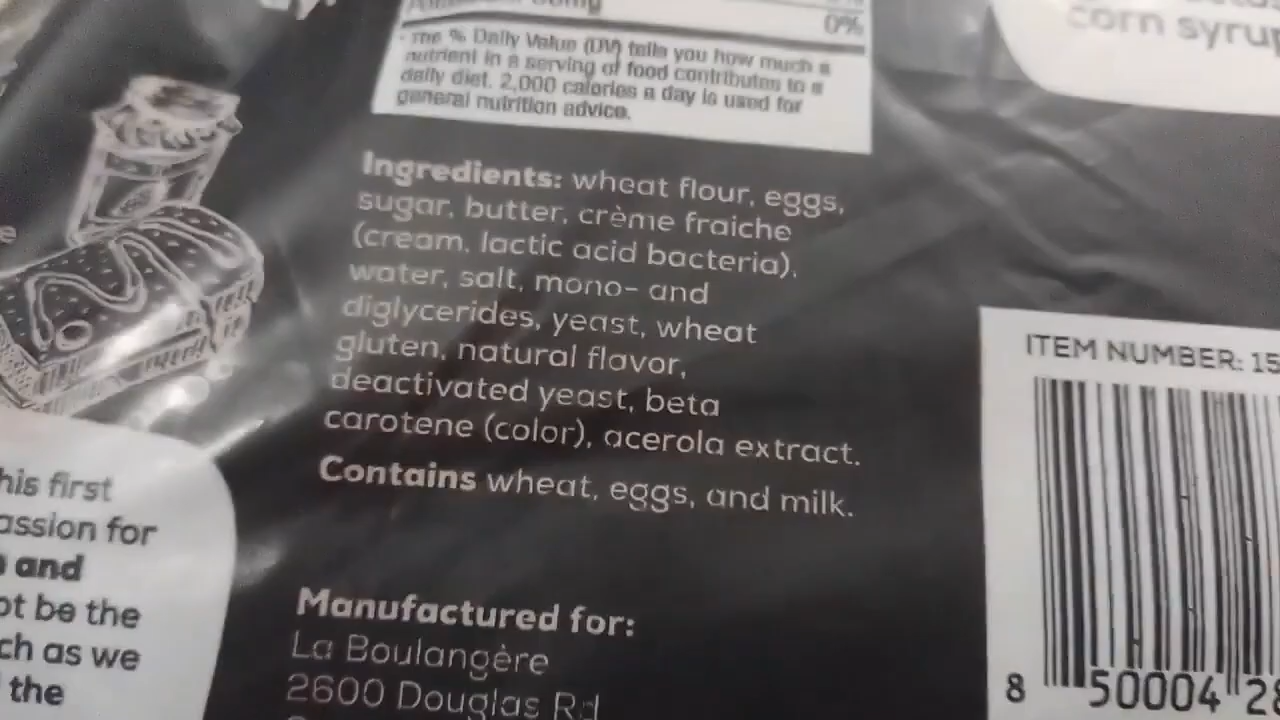 0%
The % Daily Value (DV) tells you how much a
nutrient in a serving of food contributes to a
daily diet. 2,000 calories a day is used for
general nutrition advice.
corn syrup
Ingredients: wheat flour, eggs,
sugar, butter, crème fraiche
(cream, lactic acid bacteria),
water, salt, mono- and
diglycerides, yeast, wheat
gluten, natural flavor,
deactivated yeast, beta
carotene (color), acerola extract.
Contains wheat, eggs, and milk.
Manufactured for:
La Boulangère
2600 Douglas Rd
ITEM NUMBER: 15
8 50004 28
his first
assion for
and
ot be the
ch as we
the